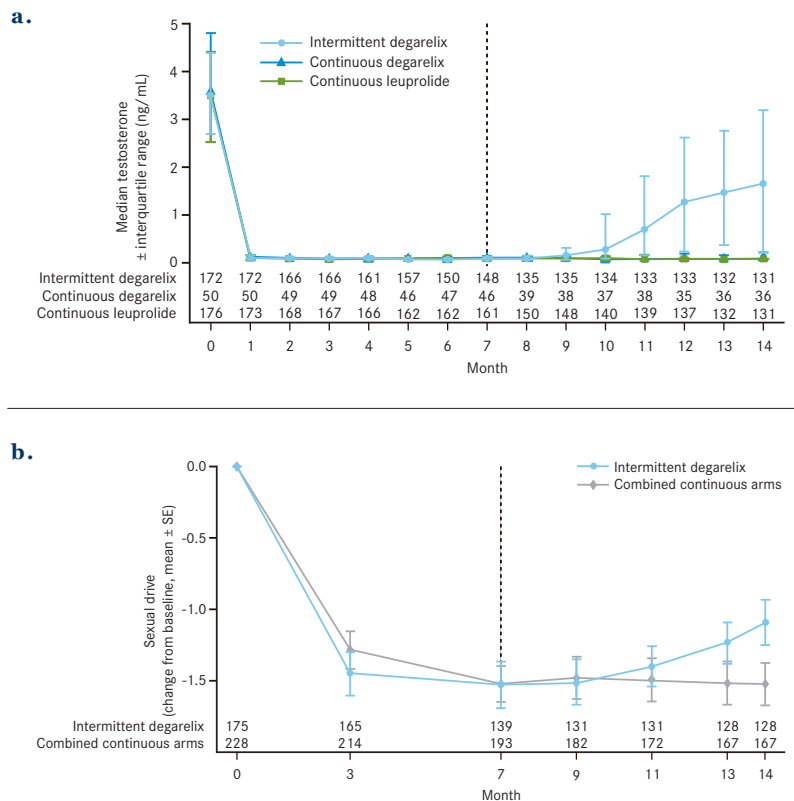 a.
5
4
3
2
1
0
Median testosterone
± interquartile range (ng/mL)
Intermittent degarelix
Continuous degarelix
Continuous leuprolide
Intermittent degarelix 172 172 166 166 161 157 150 148 135 135 134 133 133 132 131
Continuous degarelix 50 50 49 49 48 46 47 46 39 38 37 38 35 36 36
Continuous leuprolide 176 173 168 167 166 162 162 161 150 148 140 139 137 132 131
0 1 2 3 4 5 6 7 8 9 10 11 12 13 14
Month
b.
0.0
-0.5
-1.0
-1.5
Sexual drive
(change from baseline, mean ± SE)
Intermittent degarelix
Combined continuous arms
Intermittent degarelix 175 165 139 131 131 128 128
Combined continuous arms 228 214 193 182 172 167 167
0 3 7 9 11 13 14
Month